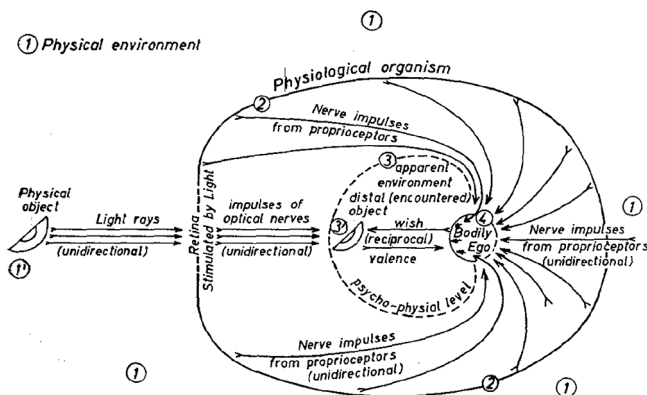 1
1 Physical environment
Physiological organism
2
Nerve impulses
from proprioceptors
3
apparent
environment
distal (encountered)
object
Physical
object
Light rays
(unidirectional)
1'
Retina
Stimulated by Light
impulses of
optical nerves
(unidirectional)
3'
wish
(reciprocal)
valence
4
Bodily
Ego
1
Nerve impulses
from proprioceptors
(unidirectional)
psycho-physial level
Nerve impulses
from proprioceptors
(unidirectional)
1
2
1